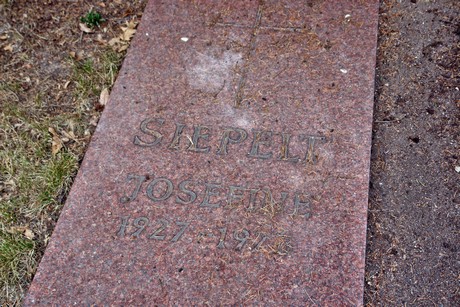 SIEPELT
JOSEFINE
1927 -